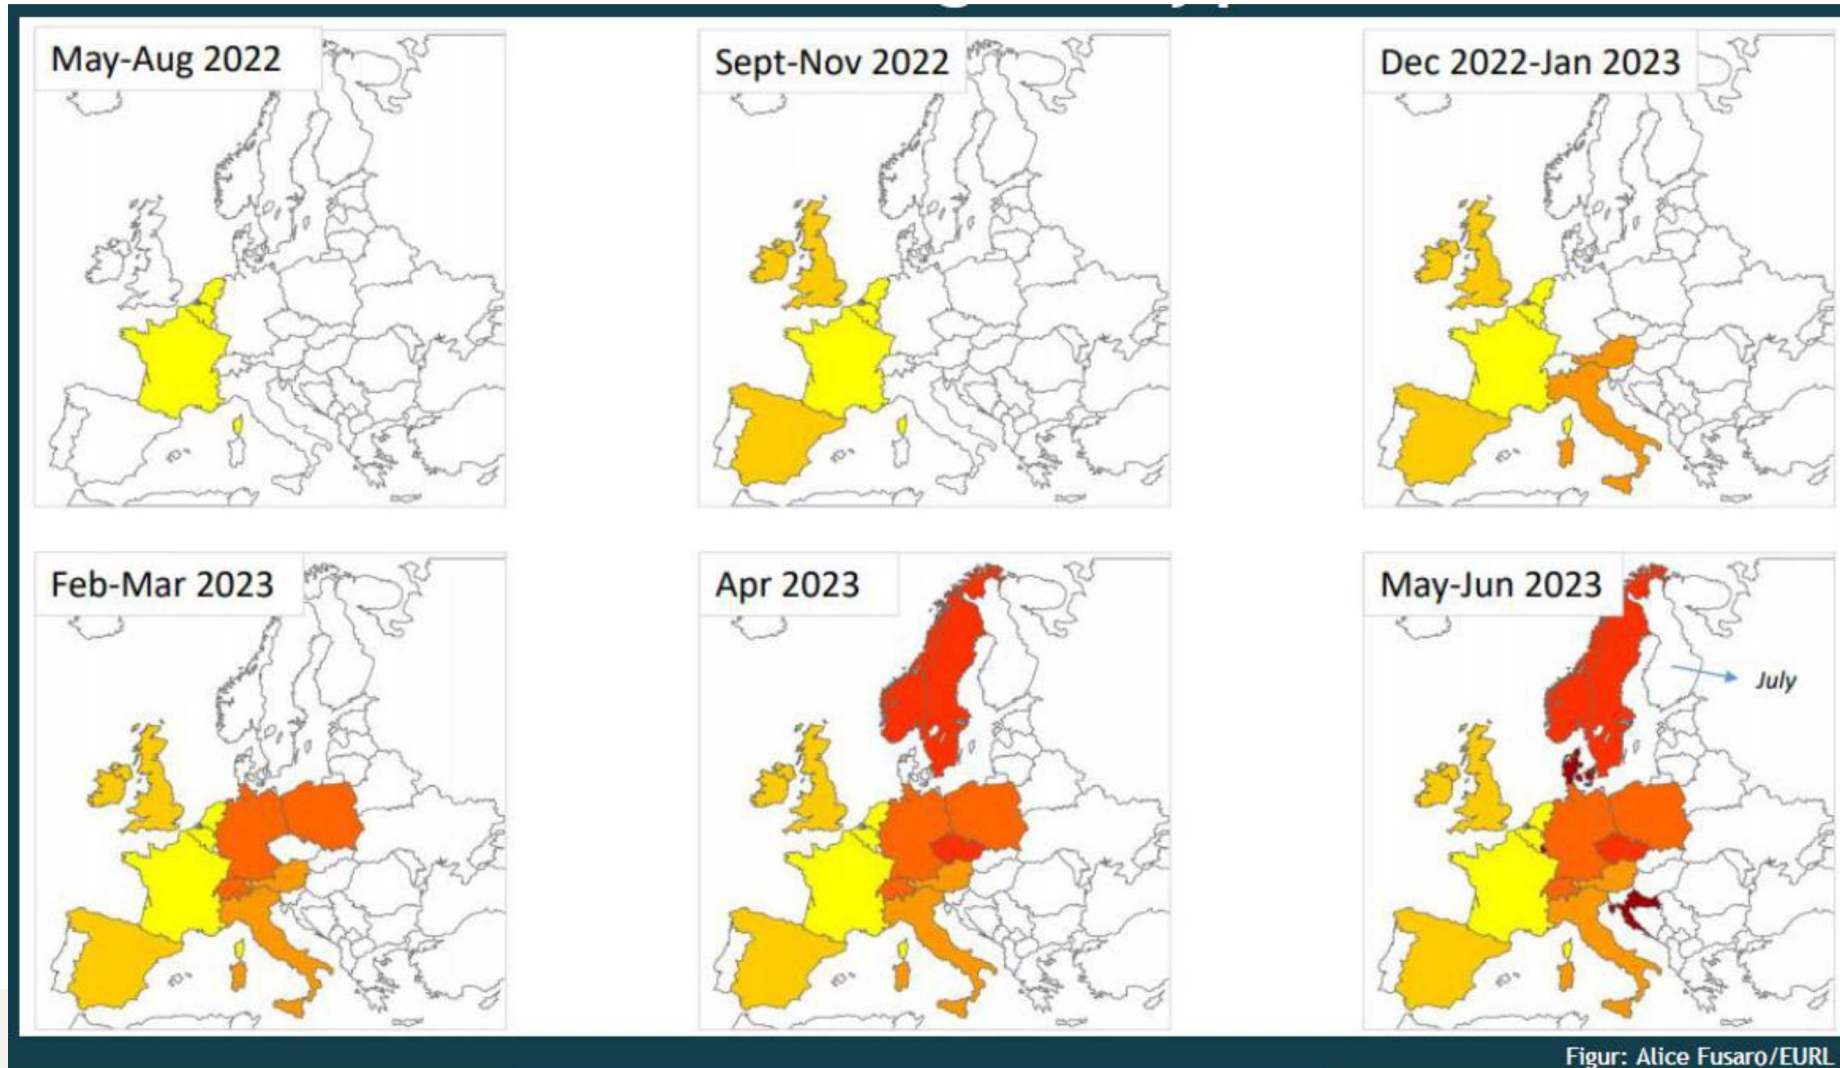 May-Aug 2022
Sept-Nov 2022
Dec 2022-Jan 2023
Feb-Mar 2023
Apr 2023
May-Jun 2023
July
Figur: Alice Fusaro/EURL